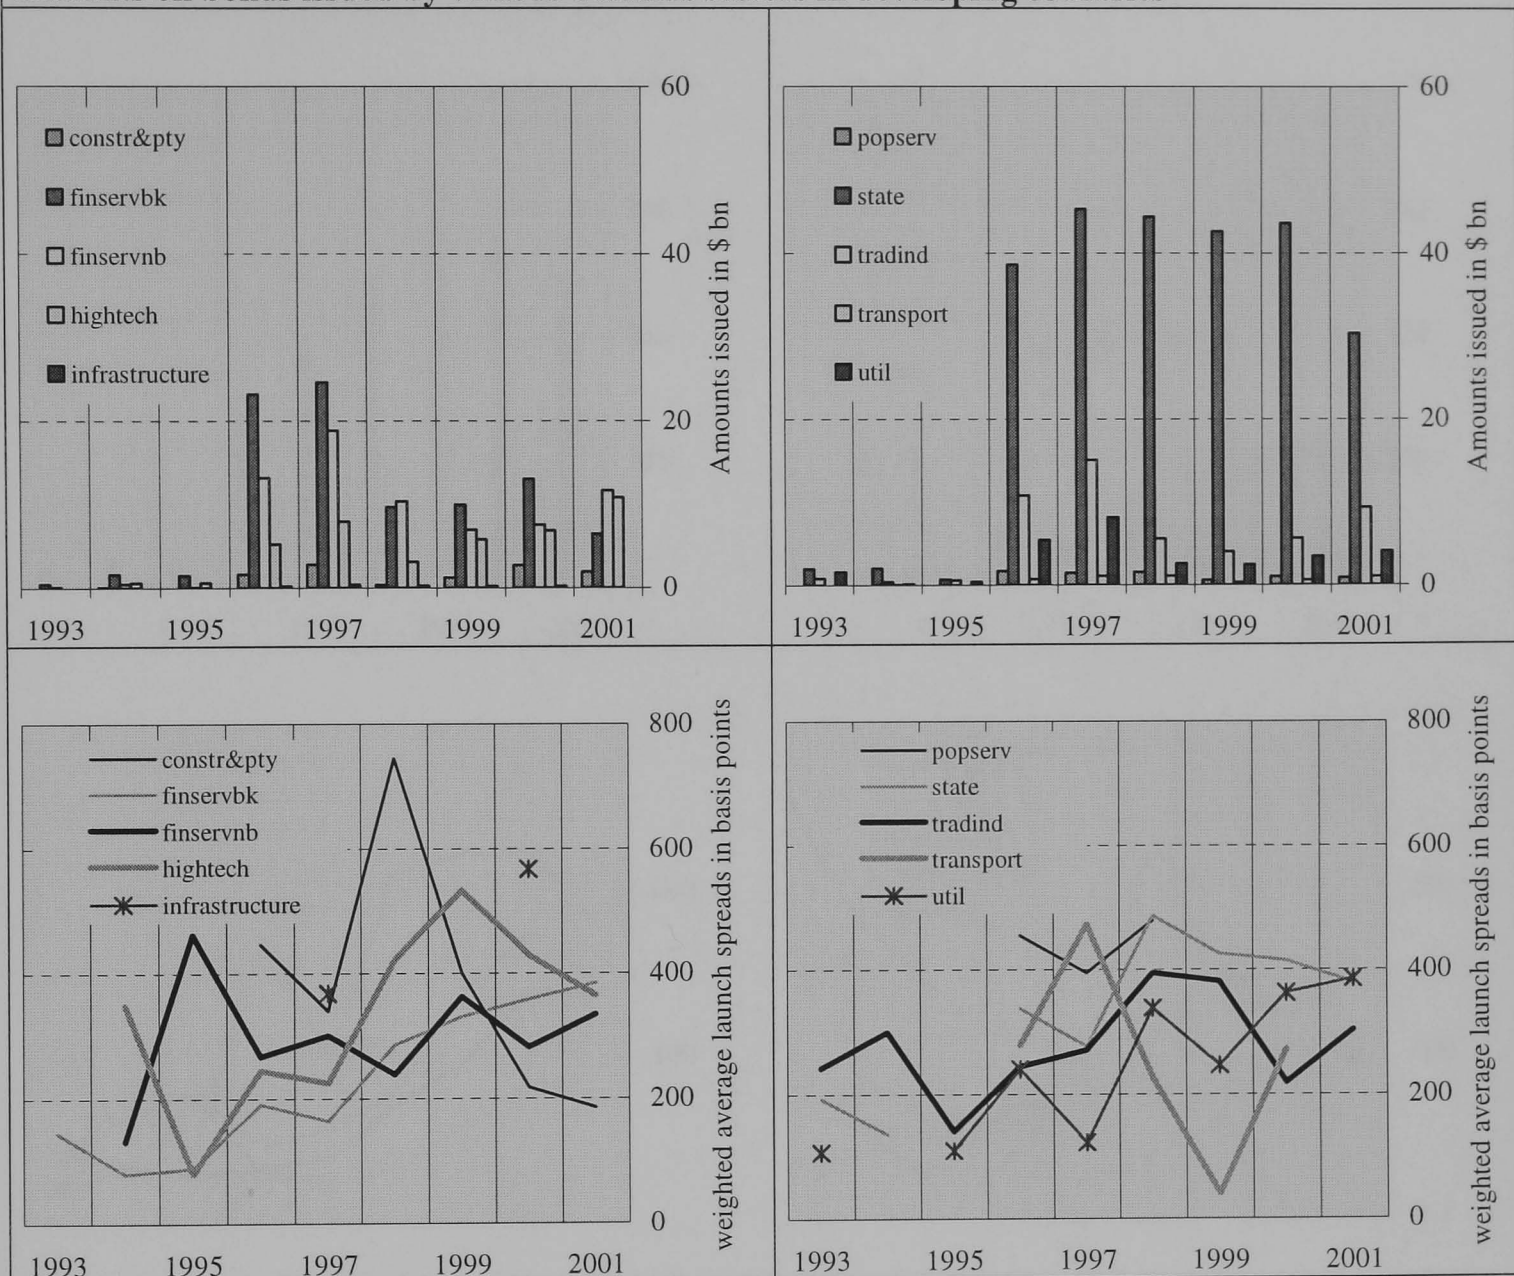 60
constr&pty
finservbk
finservnb
hightech
infrastructure
40
20
0
Amounts issued in $ bn
1993 1995 1997 1999 2001
60
popserv
state
tradind
transport
util
40
20
0
Amounts issued in $ bn
1993 1995 1997 1999 2001
800
constr&pty
finservbk
finservnb
hightech
infrastructure
600
400
200
0
weighted average launch spreads in basis points
1993 1995 1997 1999 2001
800
popserv
state
tradind
transport
util
600
400
200
0
weighted average launch spreads in basis points
1993 1995 1997 1999 2001